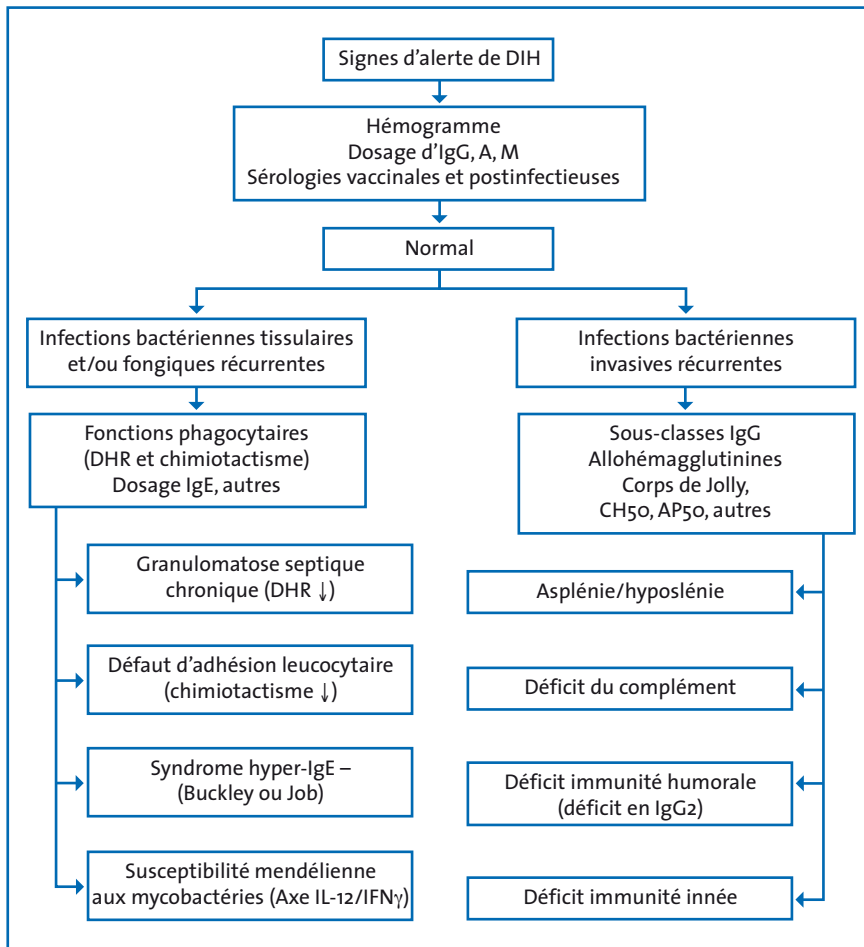 Signes d’alerte de DIH
Hémogramme
Dosage d’IgG, A, M
Sérologies vaccinales et postinfectieuses
Normal
Infections bactériennes tissulaires
et/ou fongiques récurrentes
Fonctions phagocytaires
(DHR et chimiotactisme)
Dosage IgE, autres
Granulomatose septique
chronique (DHR ↓)
Défaut d’adhésion leucocytaire
(chimiotactisme ↓)
Syndrome hyper-IgE –
(Buckley ou Job)
Susceptibilité mendélienne
aux mycobactéries (Axe IL-12/IFNγ)
Infections bactériennes
invasives récurrentes
Sous-classes IgG
Allohémagglutinines
Corps de Jolly,
CH50, AP50, autres
Asplénie/hyposlénie
Déficit du complément
Déficit immunité humorale
(déficit en IgG2)
Déficit immunité innée